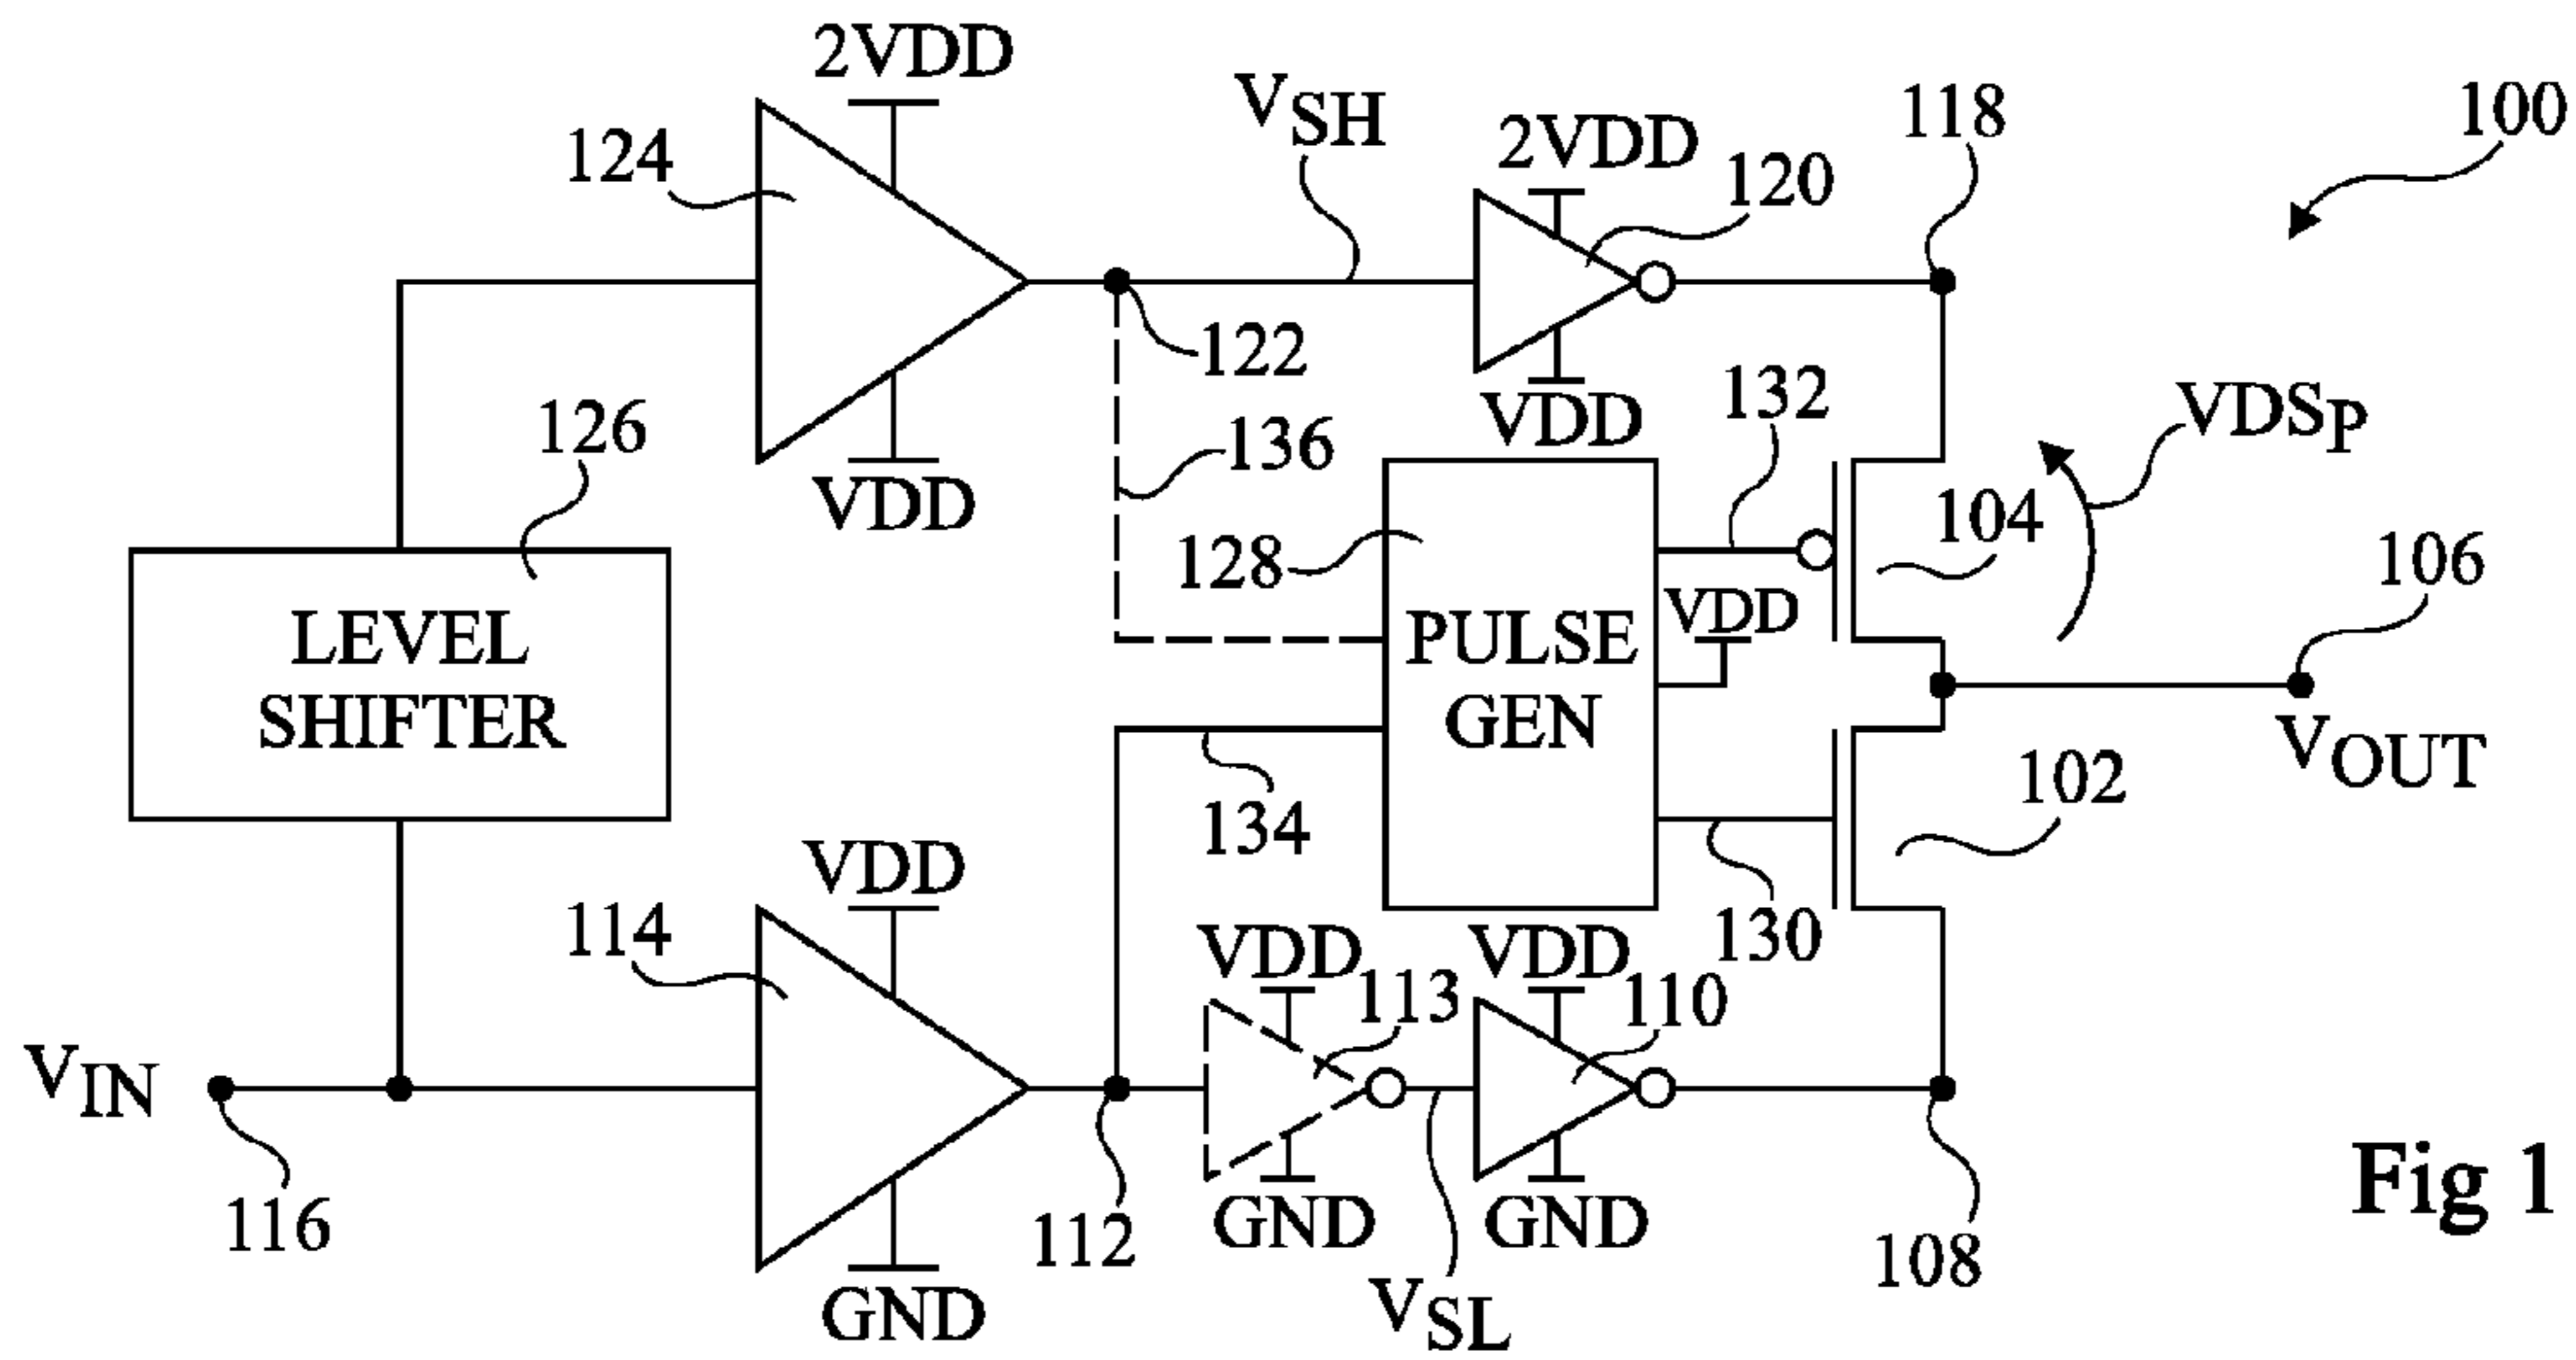 2VDD
124
VSH
2VDD
120
118
100
122
VDD
VDD
126
136
132
VDSP
128
104
106
LEVEL
SHIFTER
PULSE
GEN
VDD
VOUT
134
102
130
VDD
114
VDD
113
VDD
110
VIN
116
112
GND
GND
GND
VSL
108
Fig 1